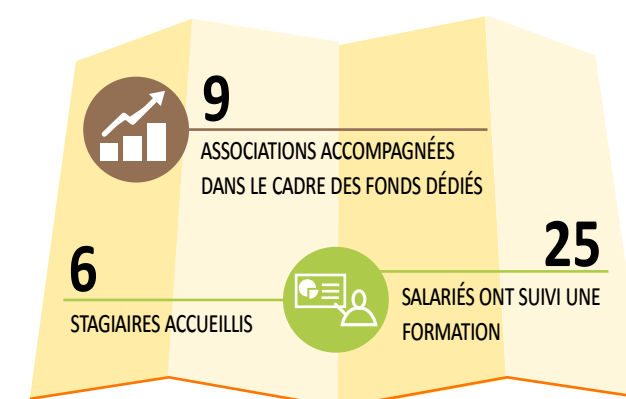 9
ASSOCIATIONS ACCOMPAGNÉES
DANS LE CADRE DES FONDS DÉDIÉS
6
STAGIAIRES ACCUEILLIS
25
SALARIÉS ONT SUIVI UNE
FORMATION